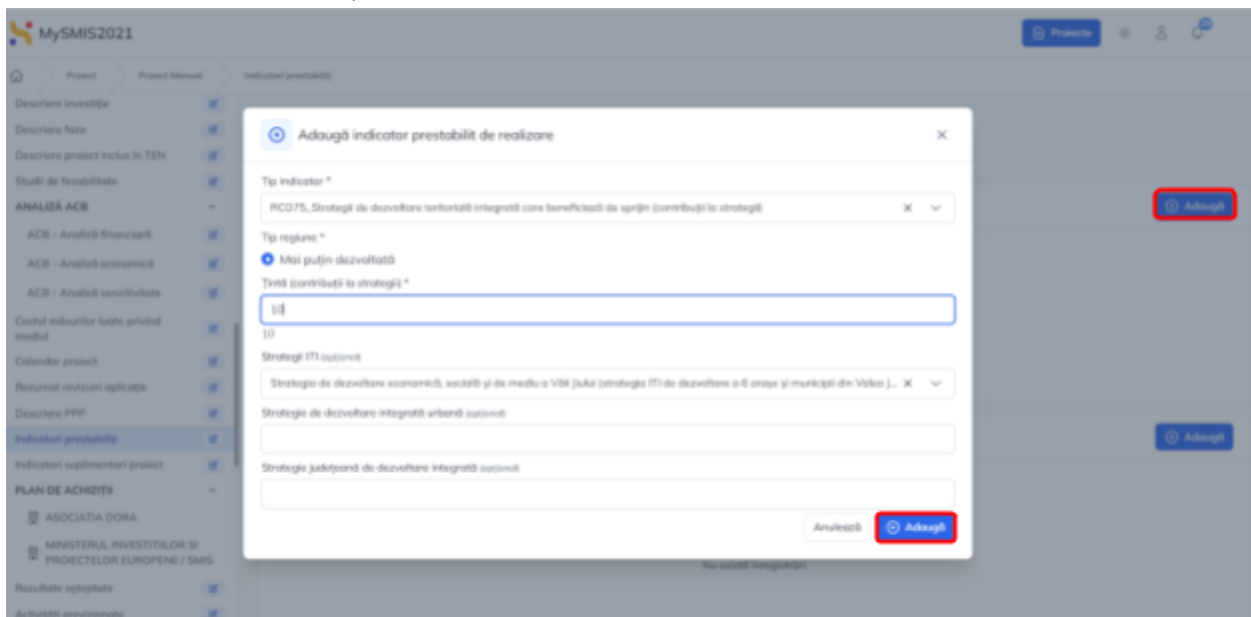 MySMIS2021
Proiecte
Proiect
Proiect Manual
Indicatori prestabiliți
Descriere investiție
Descriere faze
Descriere proiect inclus în TEN
Studii de fezabilitate
ANALIZĂ ACB
ACB - Analiză financiară
ACB - Analiză economică
ACB - Analiză senzitivitate
Costul măsurilor luate privind
mediul
Calendar proiect
Rezumat revizuiri aplicație
Descriere PPP
Indicatori prestabiliți
Indicatori suplimentari proiect
PLAN DE ACHIZIȚII
ASOCIATIA DORA
MINISTERUL INVESTITIILOR SI
PROIECTELOR EUROPENE / SMIS
Rezultate așteptate
Activități previzionate
Adaugă indicator prestabilit de realizare
Tip indicator *
RCO75, Strategii de dezvoltare teritorială integrată care beneficiază de sprijin (contribuții la strategii)
Tip regiune *
Mai puțin dezvoltată
Țintă (contribuții la strategii) *
10
10
Strategii ITI (opțional)
Strategia de dezvoltare economică, socială și de mediu a Văii Jiului (strategia ITI de dezvoltare a 6 orașe și municipii din Valea J...
Strategie de dezvoltare integrată urbană (opțional)
Strategie județeană de dezvoltare integrată (opțional)
Anulează
Adaugă
Adaugă
Adaugă
Nu există înregistrări.